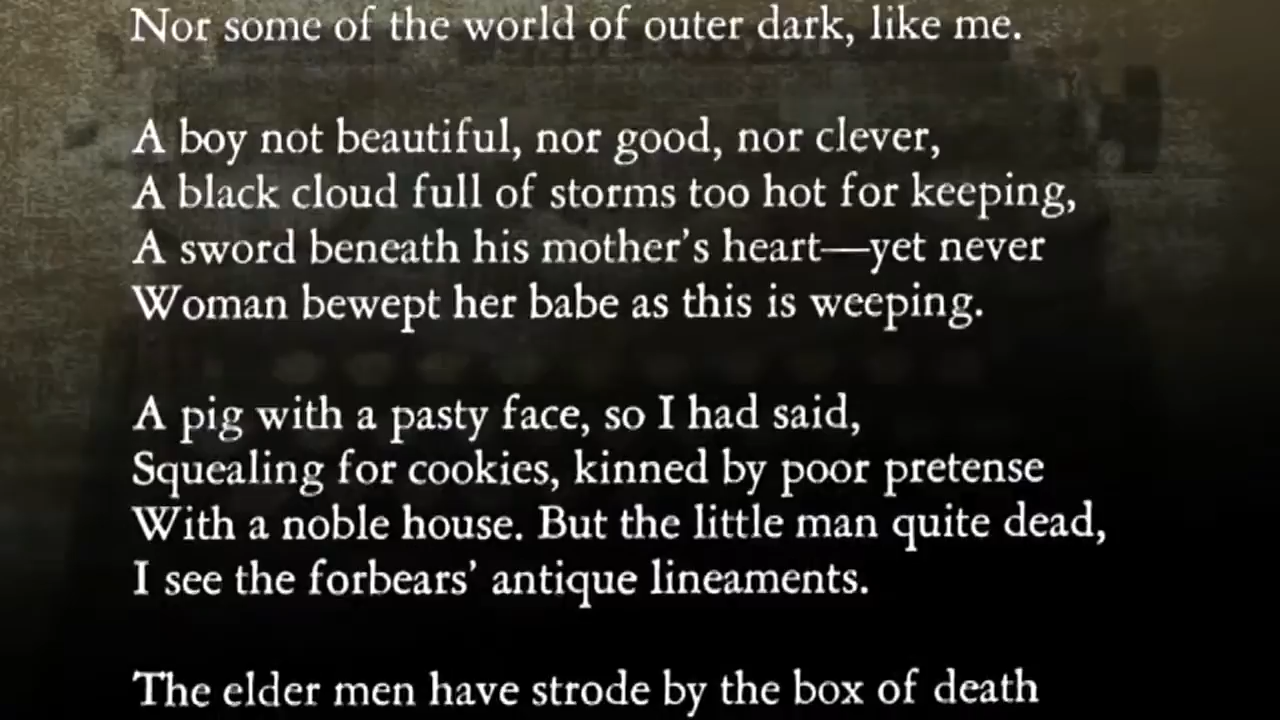 Nor some of the world of outer dark, like me.
A boy not beautiful, nor good, nor clever,
A black cloud full of storms too hot for keeping,
A sword beneath his mother's heart—yet never
Woman bewept her babe as this is weeping.
A pig with a pasty face, so I had said,
Squealing for cookies, kinned by poor pretense
With a noble house. But the little man quite dead,
I see the forbears' antique lineaments.
The elder men have strode by the box of death